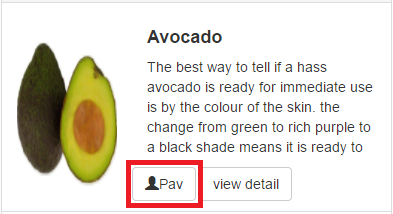 Avocado
The best way to tell if a hass
avocado is ready for immediate use
is by the colour of the skin. the
change from green to rich purple to
a black shade means it is ready to
Pav view detail